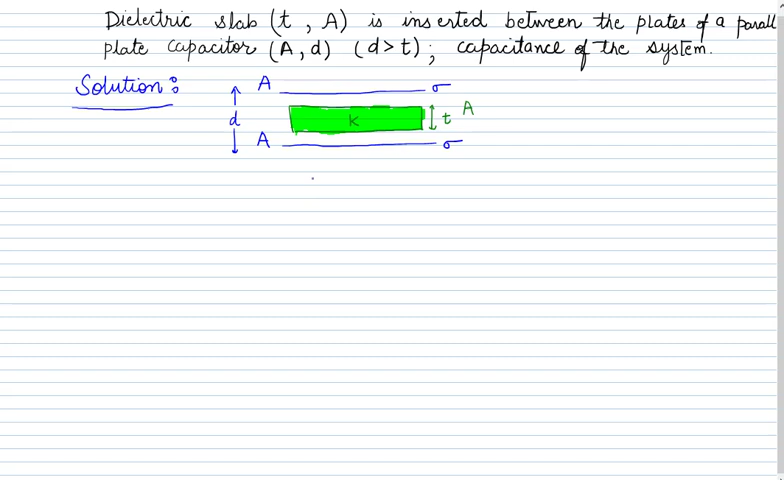 Dielectric slab (t, A) is inserted between the plates of a parall
plate capacitor (A, d) (d > t); capacitance of the system.
Solution:
A σ
d K t A
A σ